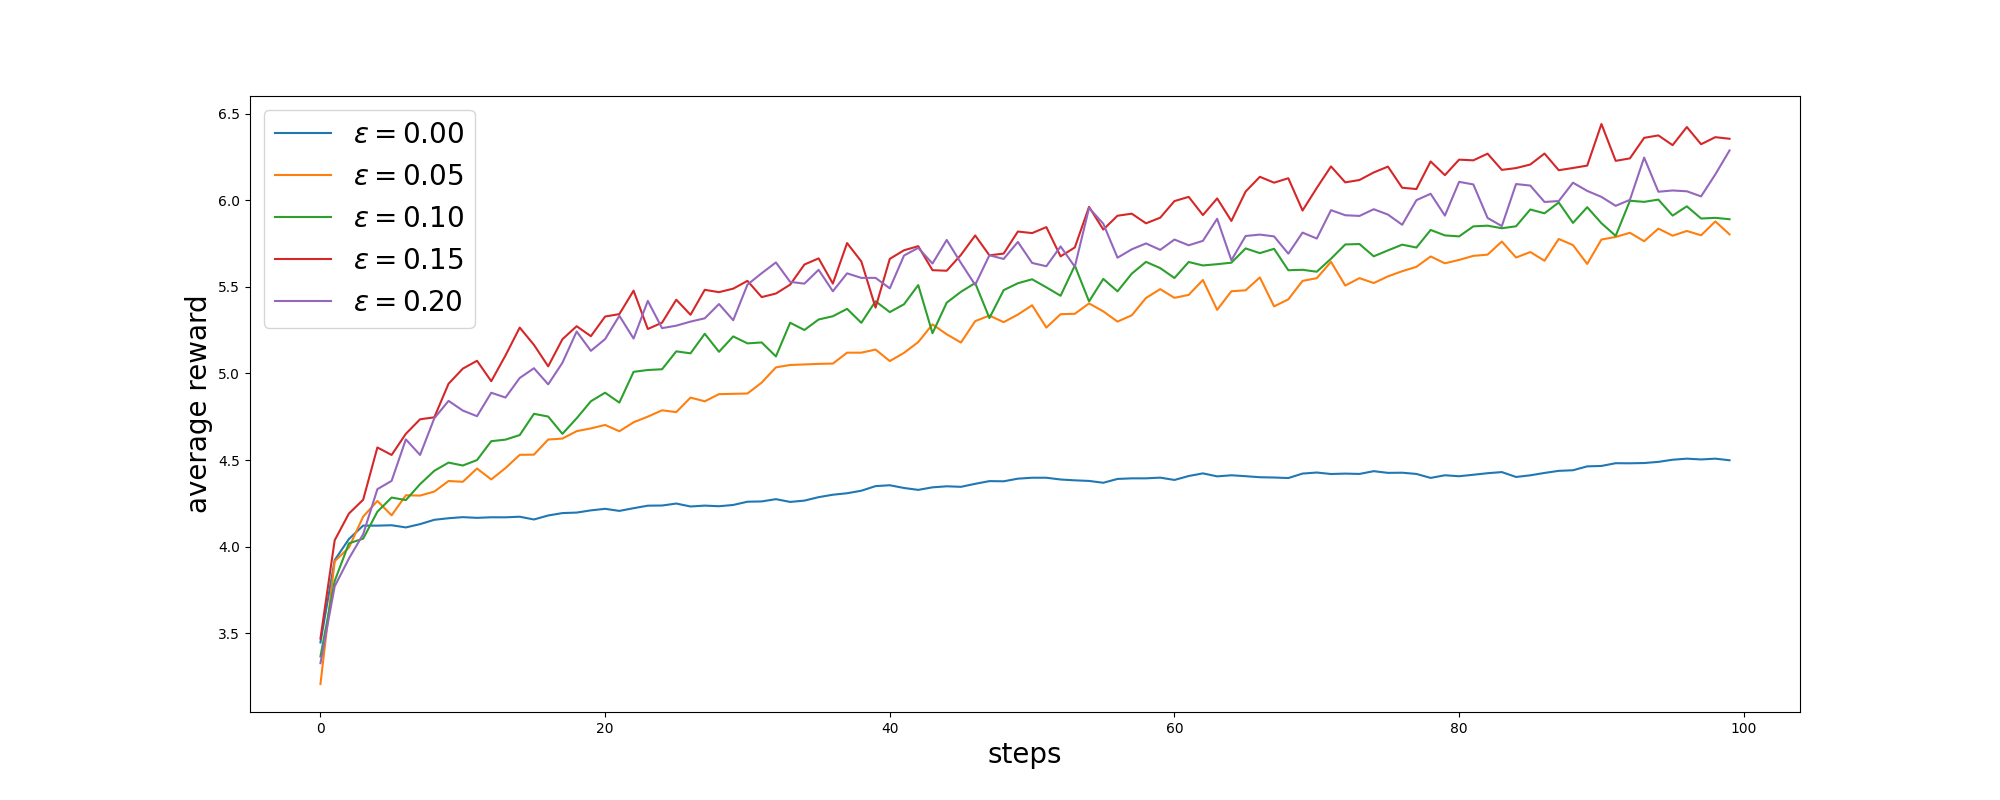 6.5
6.0
5.5
5.0
4.5
4.0
3.5
average reward
ε = 0.00
ε = 0.05
ε = 0.10
ε = 0.15
ε = 0.20
0 20 40 60 80 100
steps